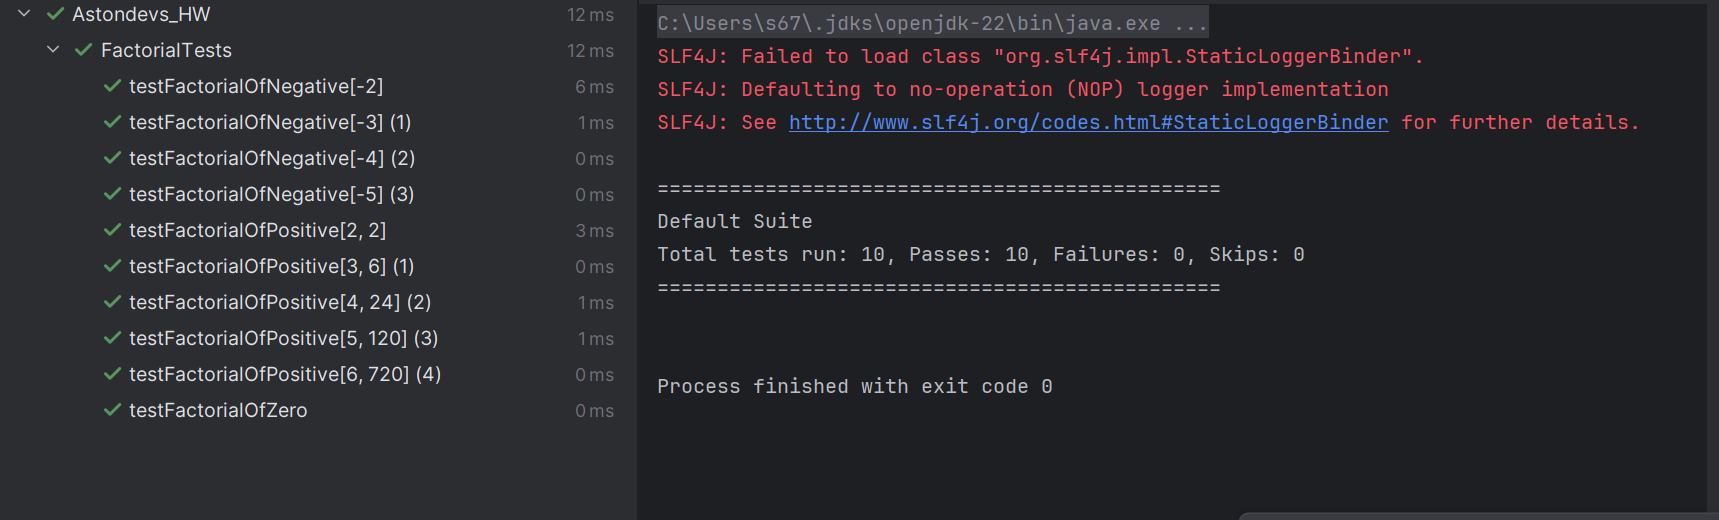 Astondevs_HW 12 ms
FactorialTests 12 ms
testFactorialOfNegative[-2] 6 ms
testFactorialOfNegative[-3] (1) 1 ms
testFactorialOfNegative[-4] (2) 0 ms
testFactorialOfNegative[-5] (3) 0 ms
testFactorialOfPositive[2, 2] 3 ms
testFactorialOfPositive[3, 6] (1) 0 ms
testFactorialOfPositive[4, 24] (2) 1 ms
testFactorialOfPositive[5, 120] (3) 1 ms
testFactorialOfPositive[6, 720] (4) 0 ms
testFactorialOfZero 0 ms
C:\Users\s67\.jdks\openjdk-22\bin\java.exe ...
SLF4J: Failed to load class "org.slf4j.impl.StaticLoggerBinder".
SLF4J: Defaulting to no-operation (NOP) logger implementation
SLF4J: See http://www.slf4j.org/codes.html#StaticLoggerBinder for further details.
===============================================
Default Suite
Total tests run: 10, Passes: 10, Failures: 0, Skips: 0
===============================================
Process finished with exit code 0